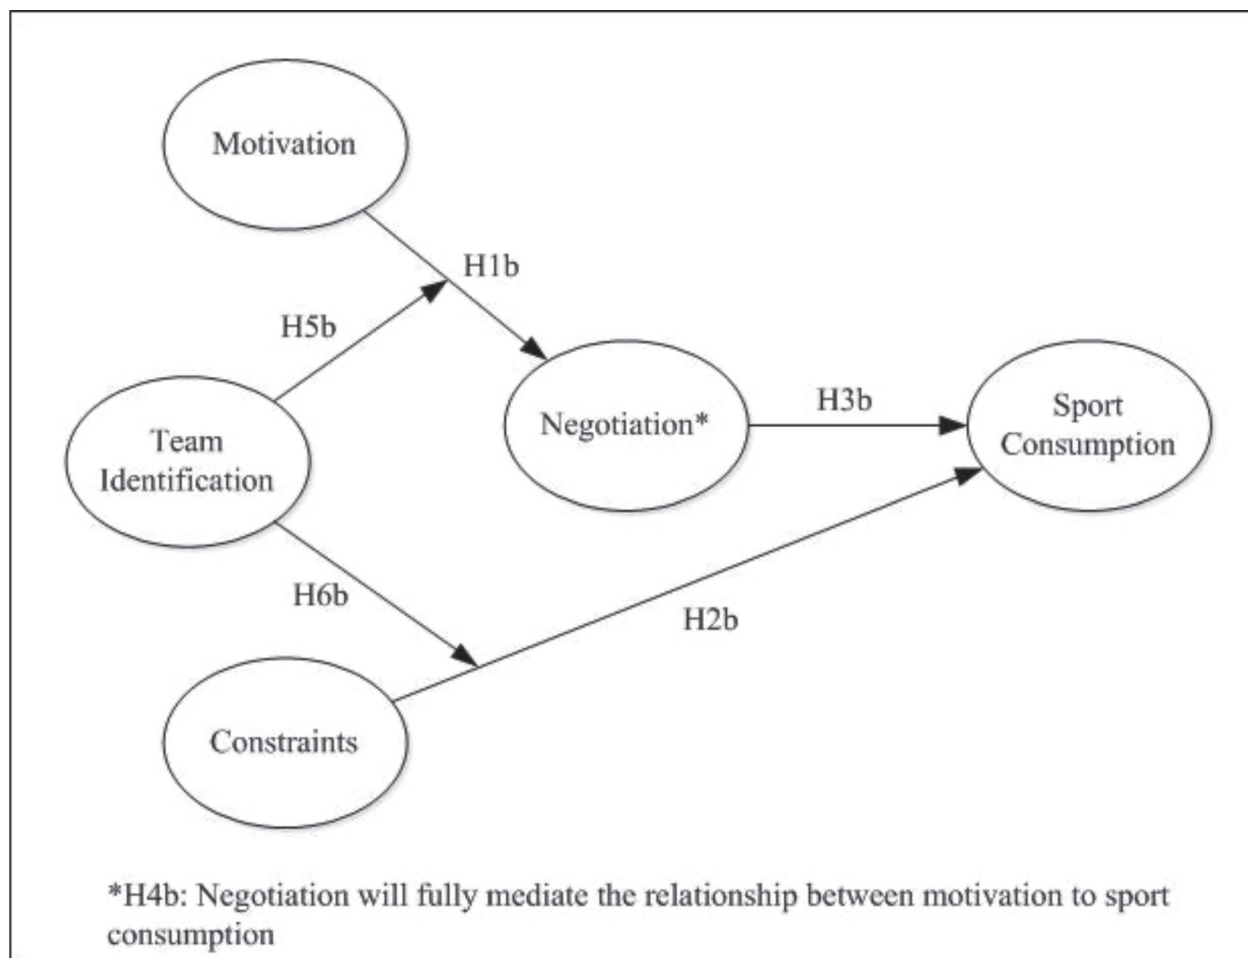 Motivation
H1b
H5b
Team
Identification
Negotiation*
H3b
Sport
Consumption
H6b
H2b
Constraints
*H4b: Negotiation will fully mediate the relationship between motivation to sport
consumption